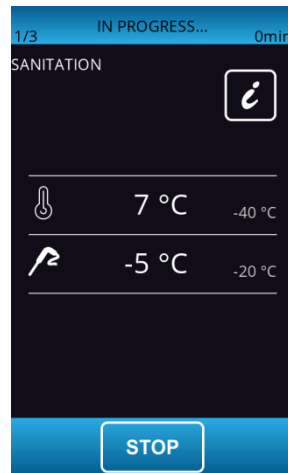 IN PROGRESS...
1/3
0min
SANITATION
i
7 °C
-40 °C
-5 °C
-20 °C
STOP